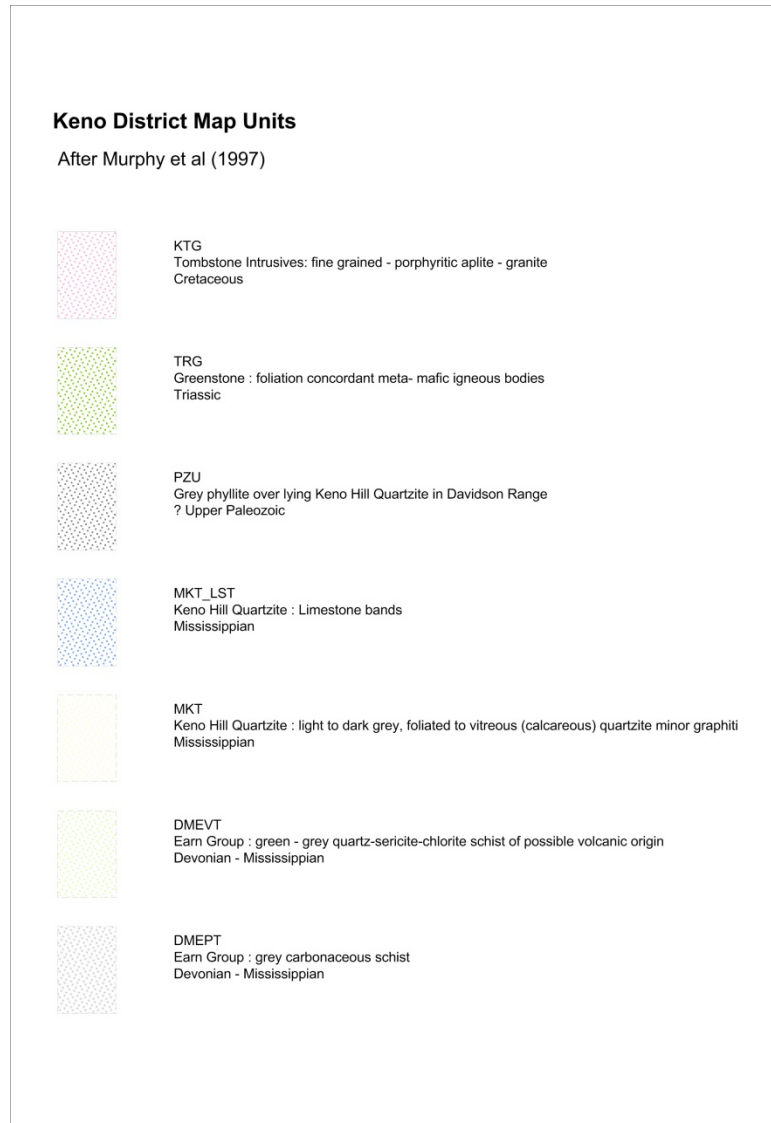 Keno District Map Units
After Murphy et al (1997)
KTG
Tombstone Intrusives: fine grained - porphyritic aplite - granite
Cretaceous
TRG
Greenstone : foliation concordant meta- mafic igneous bodies
Triassic
PZU
Grey phyllite over lying Keno Hill Quartzite in Davidson Range
? Upper Paleozoic
MKT_LST
Keno Hill Quartzite : Limestone bands
Mississippian
MKT
Keno Hill Quartzite : light to dark grey, foliated to vitreous (calcareous) quartzite minor graphiti
Mississippian
DMEVT
Earn Group : green - grey quartz-sericite-chlorite schist of possible volcanic origin
Devonian - Mississippian
DMEPT
Earn Group : grey carbonaceous schist
Devonian - Mississippian